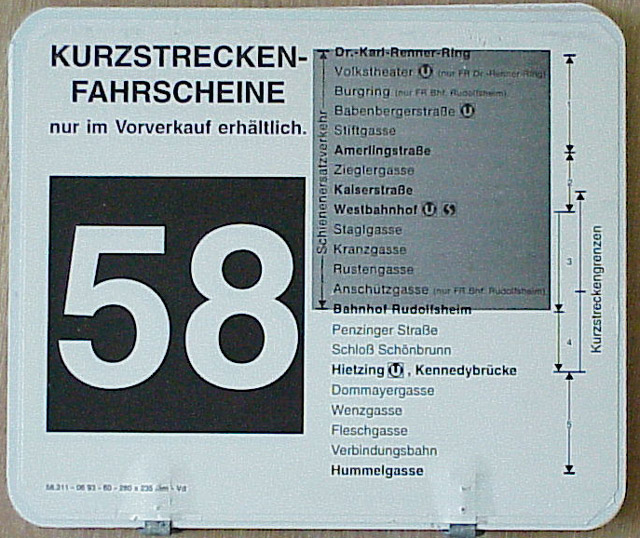 KURZSTRECKEN-
FAHRSCHEINE
nur im Vorverkauf erhältlich.
58
Schienenersatzverkehr
Dr.-Karl-Renner-Ring
Volkstheater U (nur FR Dr.-Renner-Ring)
Burgring (nur FR Bhf. Rudolfsheim)
Babenbergerstraße U
Stiftgasse
Amerlingstraße
Zieglergasse
Kaiserstraße
Westbahnhof U S
Staglgasse
Kranzgasse
Rustengasse
Anschützgasse (nur FR Bhf. Rudolfsheim)
Bahnhof Rudolfsheim
Penzinger Straße
Schloß Schönbrunn
Hietzing U , Kennedybrücke
Dommayergasse
Wenzgasse
Fleschgasse
Verbindungsbahn
Hummelgasse
1
2
3
4
5
Kurzstreckengrenzen